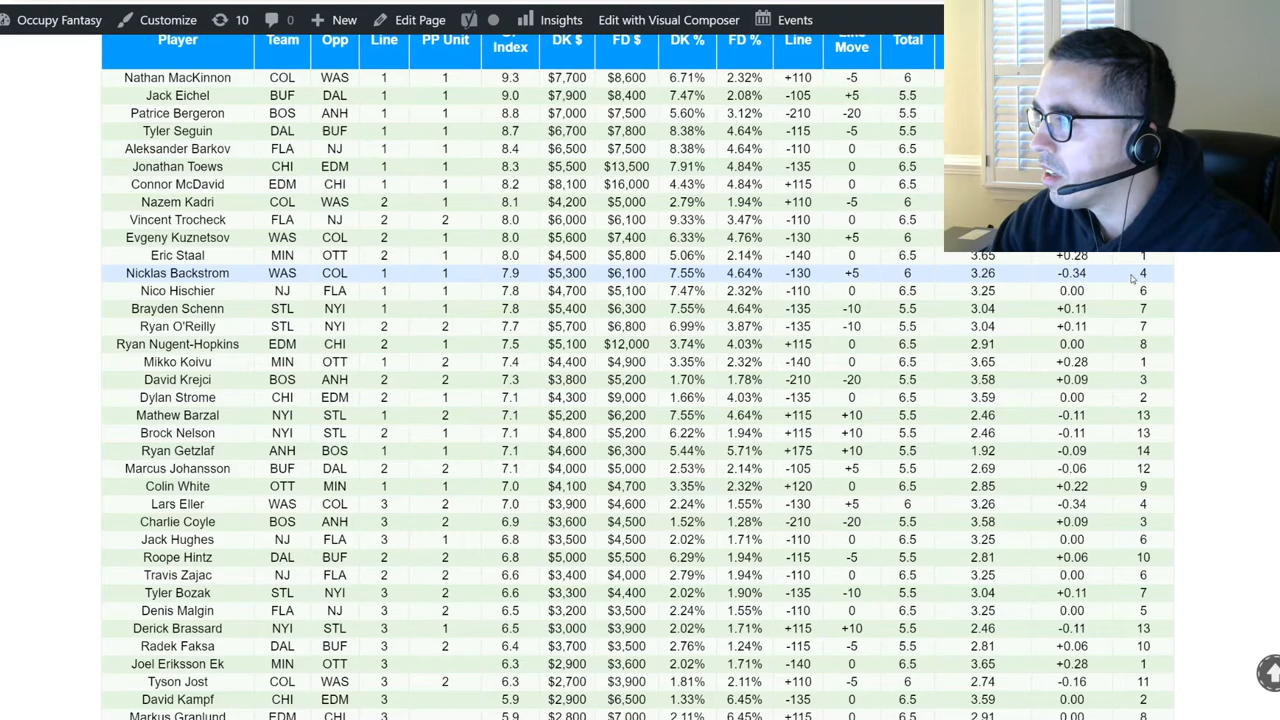 Occupy Fantasy Customize 10 0 New Edit Page Insights Edit with Visual Composer Events
Player Team Opp Line PP Unit Index DK $ FD $ DK % FD % Line Move Total
Nathan MacKinnon COL WAS 1 1 9.3 $7,700 $8,600 6.71% 2.32% +110 -5 6
Jack Eichel BUF DAL 1 1 9.0 $7,900 $8,400 7.47% 2.08% -105 +5 5.5
Patrice Bergeron BOS ANH 1 1 8.8 $7,000 $7,500 5.60% 3.12% -210 -20 5.5
Tyler Seguin DAL BUF 1 1 8.7 $6,700 $7,800 8.38% 4.64% -115 -5 5.5
Aleksander Barkov FLA NJ 1 1 8.4 $6,500 $7,500 8.38% 4.64% -110 0 6.5
Jonathan Toews CHI EDM 1 1 8.3 $5,500 $13,500 7.91% 4.84% -135 0 6.5
Connor McDavid EDM CHI 1 1 8.2 $8,100 $16,000 4.43% 4.84% +115 0 6.5
Nazem Kadri COL WAS 2 1 8.1 $4,200 $5,000 2.79% 1.94% +110 -5 6
Vincent Trocheck FLA NJ 2 2 8.0 $6,000 $6,100 9.33% 3.47% -110 0 6.5
Evgeny Kuznetsov WAS COL 2 1 8.0 $5,600 $7,400 6.33% 4.76% -130 +5 6
Eric Staal MIN OTT 2 1 8.0 $4,500 $5,800 5.06% 2.14% -140 0 6.5 3.65 +0.28 1
Nicklas Backstrom WAS COL 1 1 7.9 $5,300 $6,100 7.55% 4.64% -130 +5 6 3.26 -0.34 4
Nico Hischier NJ FLA 1 1 7.8 $4,700 $5,100 7.47% 2.32% -110 0 6.5 3.25 0.00 6
Brayden Schenn STL NYI 1 1 7.8 $5,400 $6,300 7.55% 4.64% -135 -10 5.5 3.04 +0.11 7
Ryan O'Reilly STL NYI 2 2 7.7 $5,700 $6,800 6.99% 3.87% -135 -10 5.5 3.04 +0.11 7
Ryan Nugent-Hopkins EDM CHI 2 1 7.5 $5,100 $12,000 7.74% 4.03% +115 0 6.5 2.91 0.00 8
Mikko Koivu MIN OTT 1 2 7.4 $4,400 $4,900 3.35% 2.32% -140 0 6.5 3.65 +0.28 1
David Krejci BOS ANH 2 2 7.3 $3,800 $5,200 1.70% 1.78% -210 -20 5.5 3.58 +0.09 3
Dylan Strome CHI EDM 2 1 7.1 $4,300 $9,000 1.66% 4.03% -135 0 6.5 3.59 0.00 2
Mathew Barzal NYI STL 1 2 7.1 $5,200 $6,200 7.55% 4.64% +115 +10 5.5 2.46 -0.11 13
Brock Nelson NYI STL 2 1 7.1 $4,800 $5,200 6.22% 1.94% +115 +10 5.5 2.46 -0.11 13
Ryan Getzlaf ANH BOS 1 1 7.1 $4,600 $6,300 5.44% 5.71% +175 +10 5.5 1.92 -0.09 14
Marcus Johansson BUF DAL 2 2 7.1 $4,000 $5,000 2.53% 2.14% -105 +5 5.5 2.69 -0.06 12
Colin White OTT MIN 1 1 7.0 $4,100 $4,700 3.35% 2.32% +120 0 6.5 2.85 +0.22 9
Lars Eller WAS COL 3 2 7.0 $3,900 $4,600 2.24% 1.55% -130 +5 6 3.26 -0.34 4
Charlie Coyle BOS ANH 3 2 6.9 $3,600 $4,500 1.52% 1.28% -210 -20 5.5 3.58 +0.09 3
Jack Hughes NJ FLA 3 1 6.8 $3,500 $4,500 2.02% 1.71% -110 0 6.5 3.25 0.00 6
Roope Hintz DAL BUF 2 2 6.8 $5,000 $5,500 6.29% 1.94% -115 -5 5.5 2.81 +0.06 10
Travis Zajac NJ FLA 2 2 6.6 $3,400 $4,000 2.79% 1.94% -110 0 6.5 3.25 0.00 6
Tyler Bozak STL NYI 3 2 6.6 $3,300 $4,400 2.02% 1.90% -135 -10 5.5 3.04 +0.11 7
Denis Malgin FLA NJ 3 2 6.5 $3,200 $3,500 2.24% 1.55% -110 0 6.5 3.25 0.00 5
Derick Brassard NYI STL 3 1 6.5 $3,000 $3,900 2.02% 1.71% +115 +10 5.5 2.46 -0.11 13
Radek Faksa DAL BUF 3 2 6.4 $3,700 $3,500 2.76% 1.24% -115 -5 5.5 2.81 +0.06 10
Joel Eriksson Ek MIN OTT 3 6.3 $2,900 $3,600 2.02% 1.71% -140 0 6.5 3.65 +0.28 1
Tyson Jost COL WAS 3 2 6.3 $2,700 $3,900 1.81% 2.11% +110 -5 6 2.74 -0.16 11
David Kampf CHI EDM 3 5.9 $2,900 $6,500 1.33% 6.45% -135 0 6.5 3.59 0.00 2
Markus Granlund EDM CHI 3 5.9 $2,800 $7,000 2.11% 6.45% +115 0 6.5 2.91 0.00 8